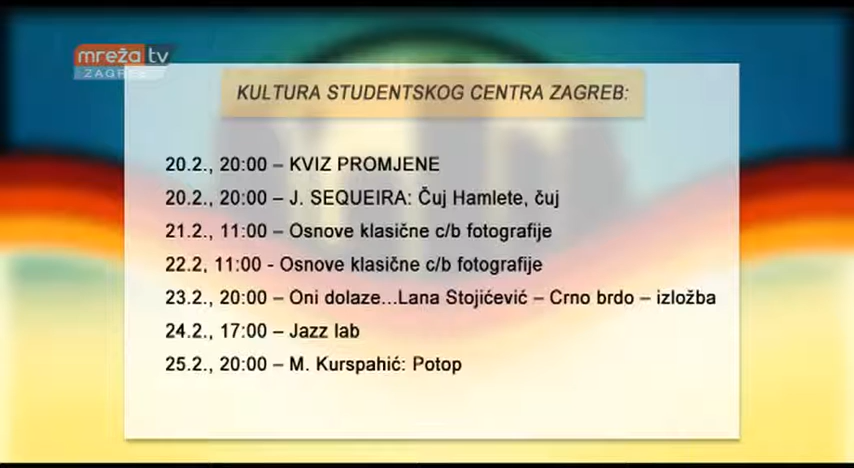 mreža tv
ZAGREB
KULTURA STUDENTSKOG CENTRA ZAGREB:
20.2., 20:00 – KVIZ PROMJENE
20.2., 20:00 – J. SEQUEIRA: Čuj Hamlete, čuj
21.2., 11:00 – Osnove klasične c/b fotografije
22.2, 11:00 - Osnove klasične c/b fotografije
23.2., 20:00 – Oni dolaze...Lana Stojićević – Crno brdo – izložba
24.2., 17:00 – Jazz lab
25.2., 20:00 – M. Kurspahić: Potop